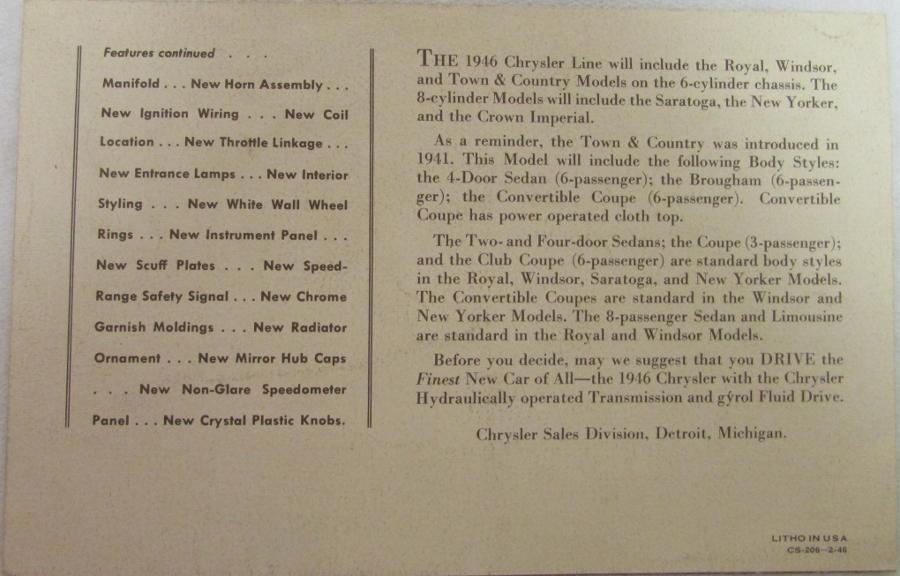 Features continued . . .
Manifold . . . New Horn Assembly . . .
New Ignition Wiring . . . New Coil
Location . . . New Throttle Linkage . . .
New Entrance Lamps . . . New Interior
Styling . . . New White Wall Wheel
Rings . . . New Instrument Panel . . .
New Scuff Plates . . . New Speed-
Range Safety Signal . . . New Chrome
Garnish Moldings . . . New Radiator
Ornament . . . New Mirror Hub Caps
. . . New Non-Glare Speedometer
Panel . . . New Crystal Plastic Knobs.
THE 1946 Chrysler Line will include the Royal, Windsor,
and Town & Country Models on the 6-cylinder chassis. The
8-cylinder Models will include the Saratoga, the New Yorker,
and the Crown Imperial.
As a reminder, the Town & Country was introduced in
1941. This Model will include the following Body Styles:
the 4-Door Sedan (6-passenger); the Brougham (6-passen-
ger); the Convertible Coupe (6-passenger). Convertible
Coupe has power operated cloth top.
The Two- and Four-door Sedans; the Coupe (3-passenger);
and the Club Coupe (6-passenger) are standard body styles
in the Royal, Windsor, Saratoga, and New Yorker Models.
The Convertible Coupes are standard in the Windsor and
New Yorker Models. The 8-passenger Sedan and Limousine
are standard in the Royal and Windsor Models.
Before you decide, may we suggest that you DRIVE the
Finest New Car of All—the 1946 Chrysler with the Chrysler
Hydraulically operated Transmission and gýrol Fluid Drive.
Chrysler Sales Division, Detroit, Michigan.
LITHO IN USA
CS-206—2-46